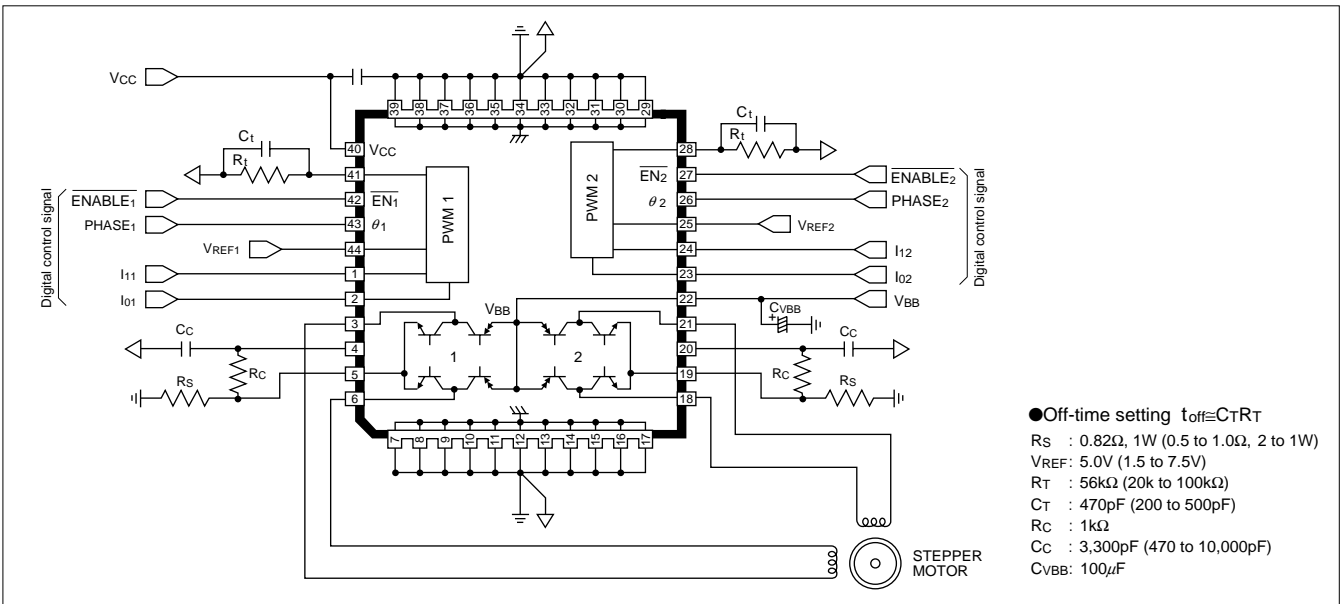 VCC
39 38 37 36 35 34 33 32 31 30 29
Ct
Rt
Ct
Rt
40 VCC
28
41
EN2 27 ENABLE2
Digital control signal
ENABLE1 42 EN1
PWM 1
PWM 2
θ 2 26 PHASE2
Digital control signal
PHASE1 43 θ1
25 VREF2
VREF1 44
24 I12
I11 1
23 I02
I01 2
22 VBB
3 VBB
CVBB
+
21
CC 4
1
2
20 CC
RC
RC
RS 5
19 RS
6
18
7 8 9 10 11 12 13 14 15 16 17
STEPPER
MOTOR
●Off-time setting toff≅CTRT
RS : 0.82Ω, 1W (0.5 to 1.0Ω, 2 to 1W)
VREF: 5.0V (1.5 to 7.5V)
RT : 56kΩ (20k to 100kΩ)
CT : 470pF (200 to 500pF)
RC : 1kΩ
CC : 3,300pF (470 to 10,000pF)
CVBB: 100µF